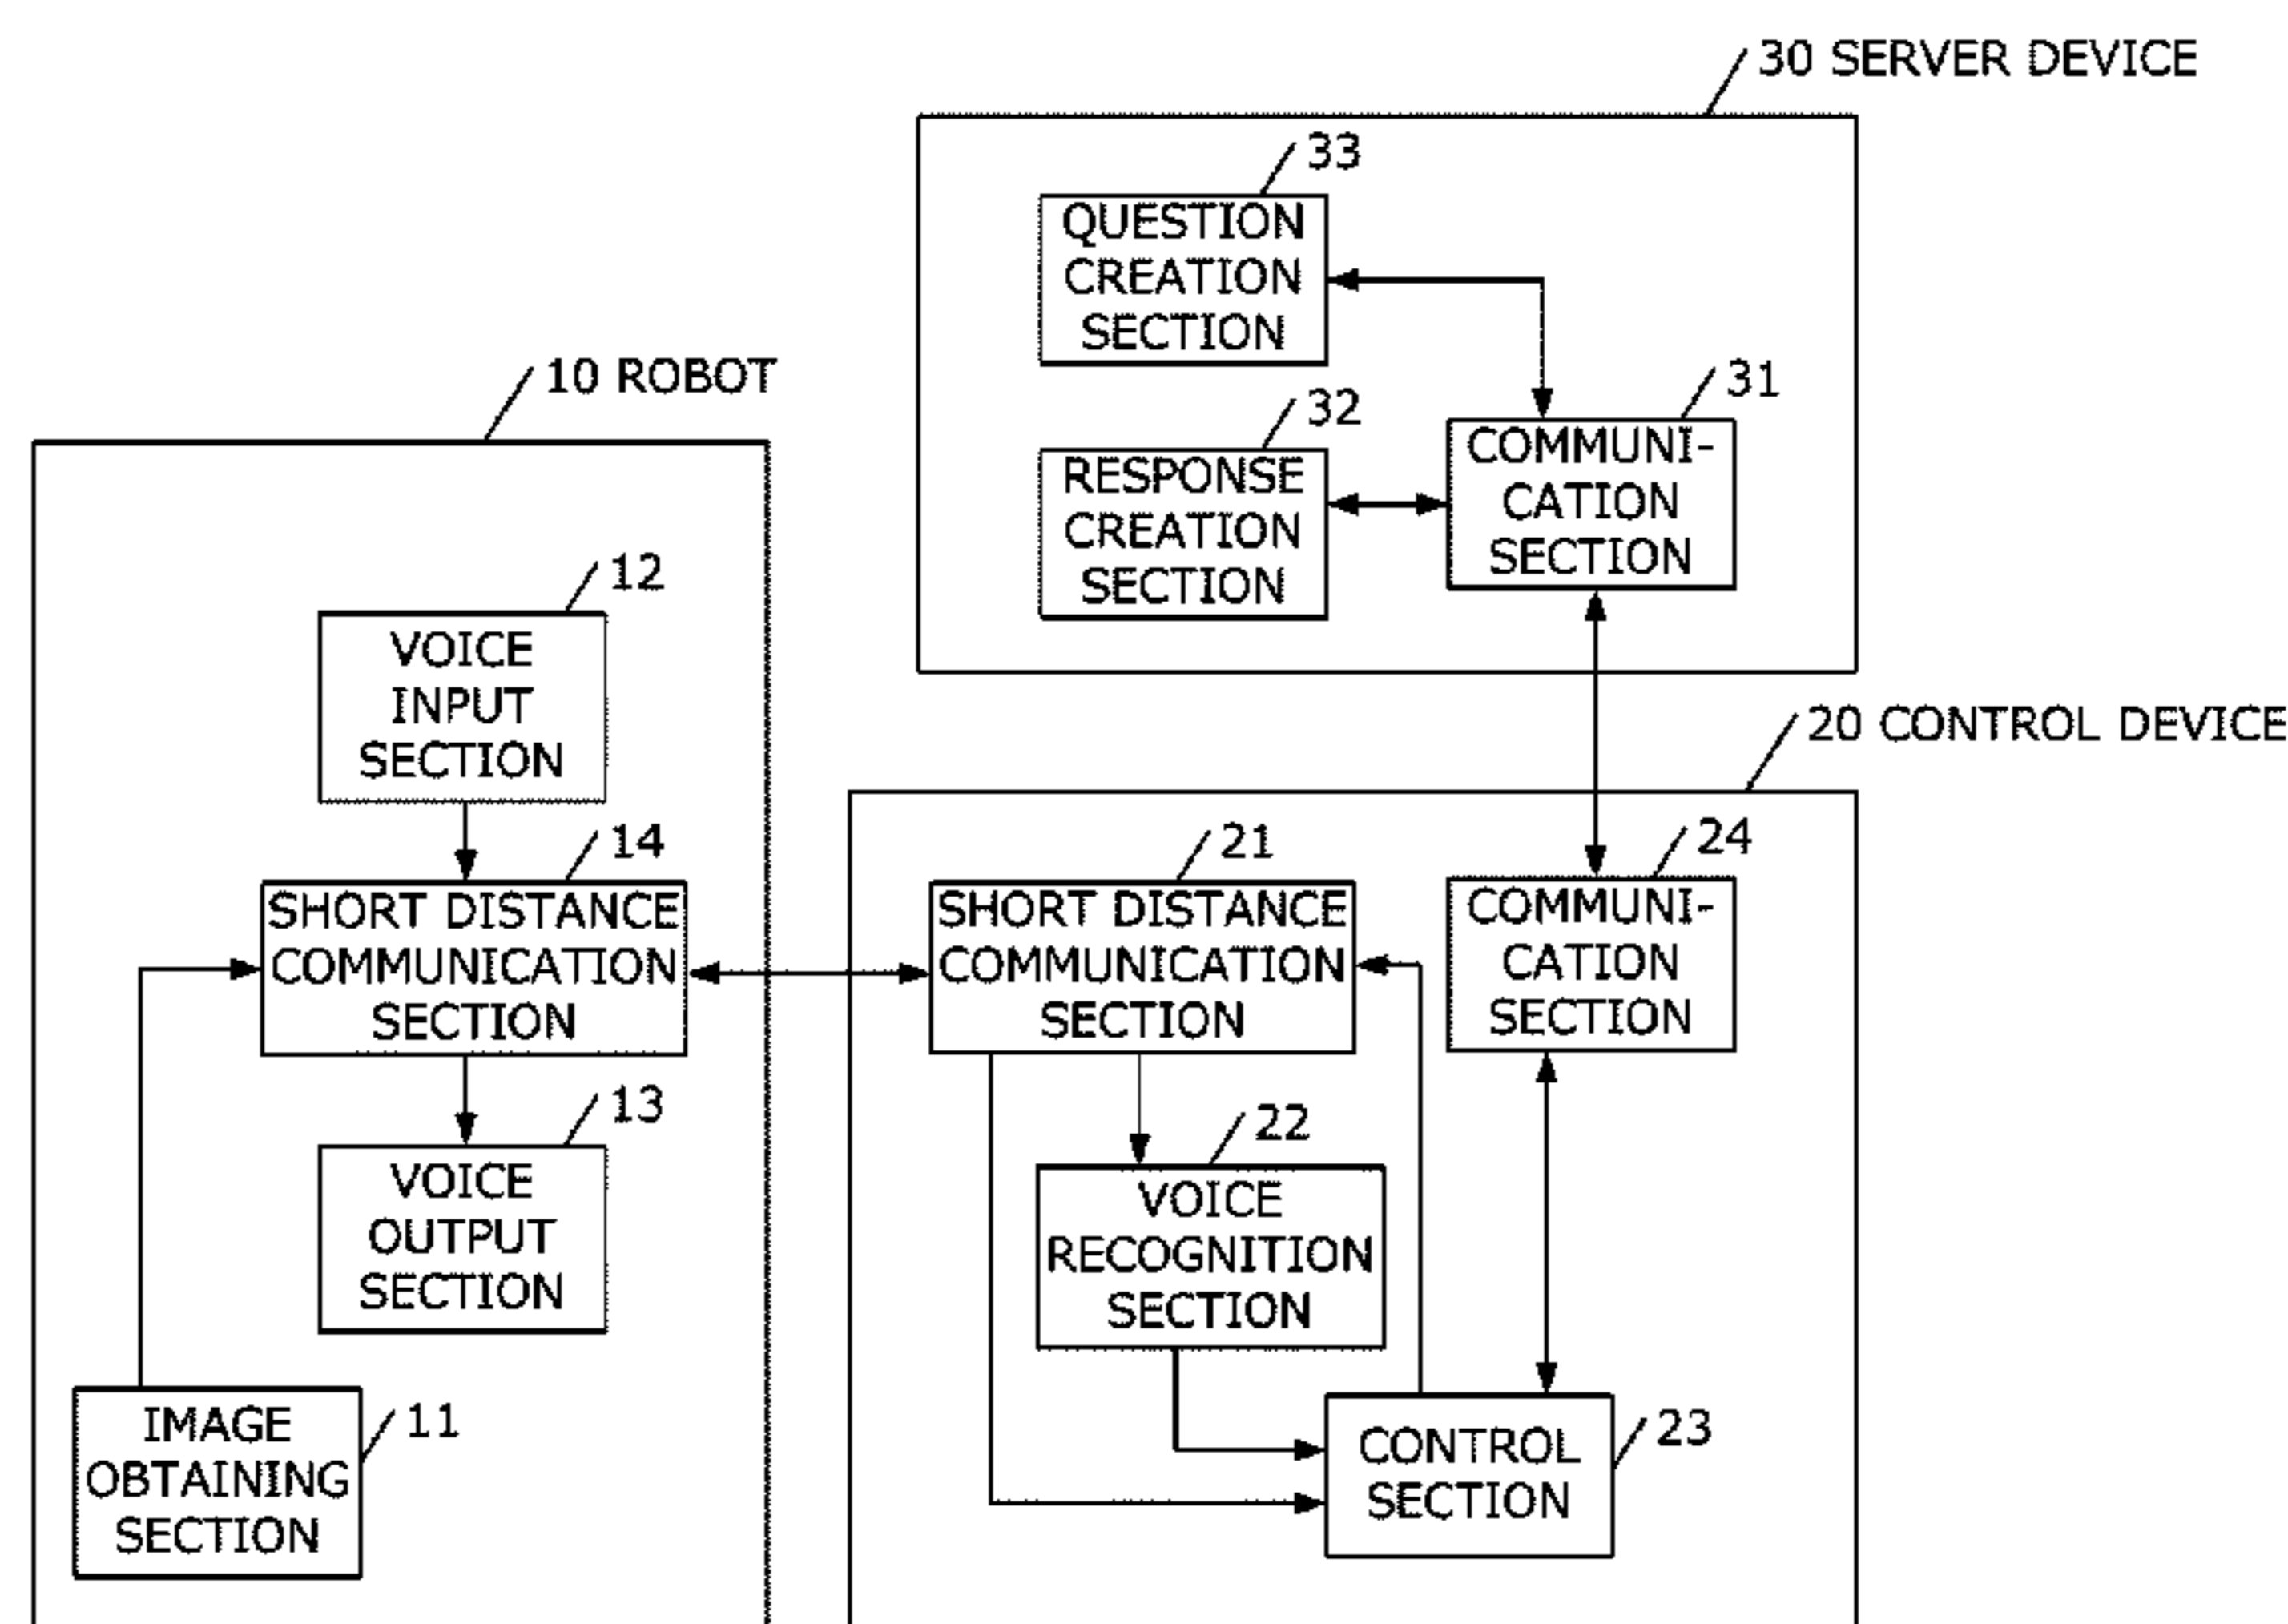 30 SERVER DEVICE
33
QUESTION
CREATION
SECTION
31
COMMUNI-
CATION
SECTION
32
RESPONSE
CREATION
SECTION
10 ROBOT
12
VOICE
INPUT
SECTION
14
SHORT DISTANCE
COMMUNICATION
SECTION
13
VOICE
OUTPUT
SECTION
11
IMAGE
OBTAINING
SECTION
20 CONTROL DEVICE
21
SHORT DISTANCE
COMMUNICATION
SECTION
24
COMMUNI-
CATION
SECTION
22
VOICE
RECOGNITION
SECTION
23
CONTROL
SECTION